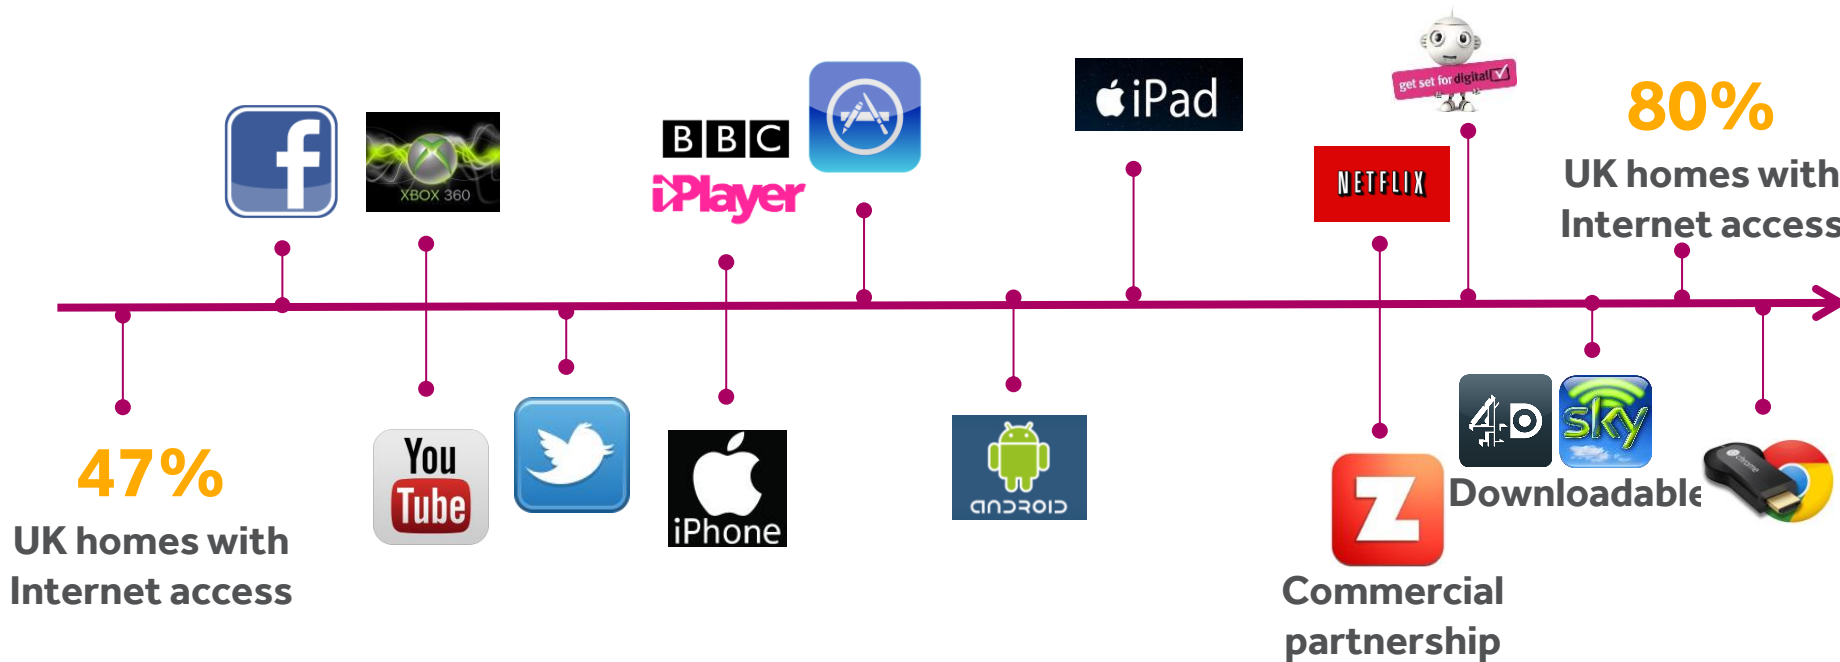 47%
UK homes with
Internet access
f
XBOX 360
You
Tube
BBC
iPlayer
iPhone
ANDROID
iPad
get set for digital
NETFLIX
Z
Commercial
partnership
4oD
sky
Downloadable
80%
UK homes with
Internet access
chrome